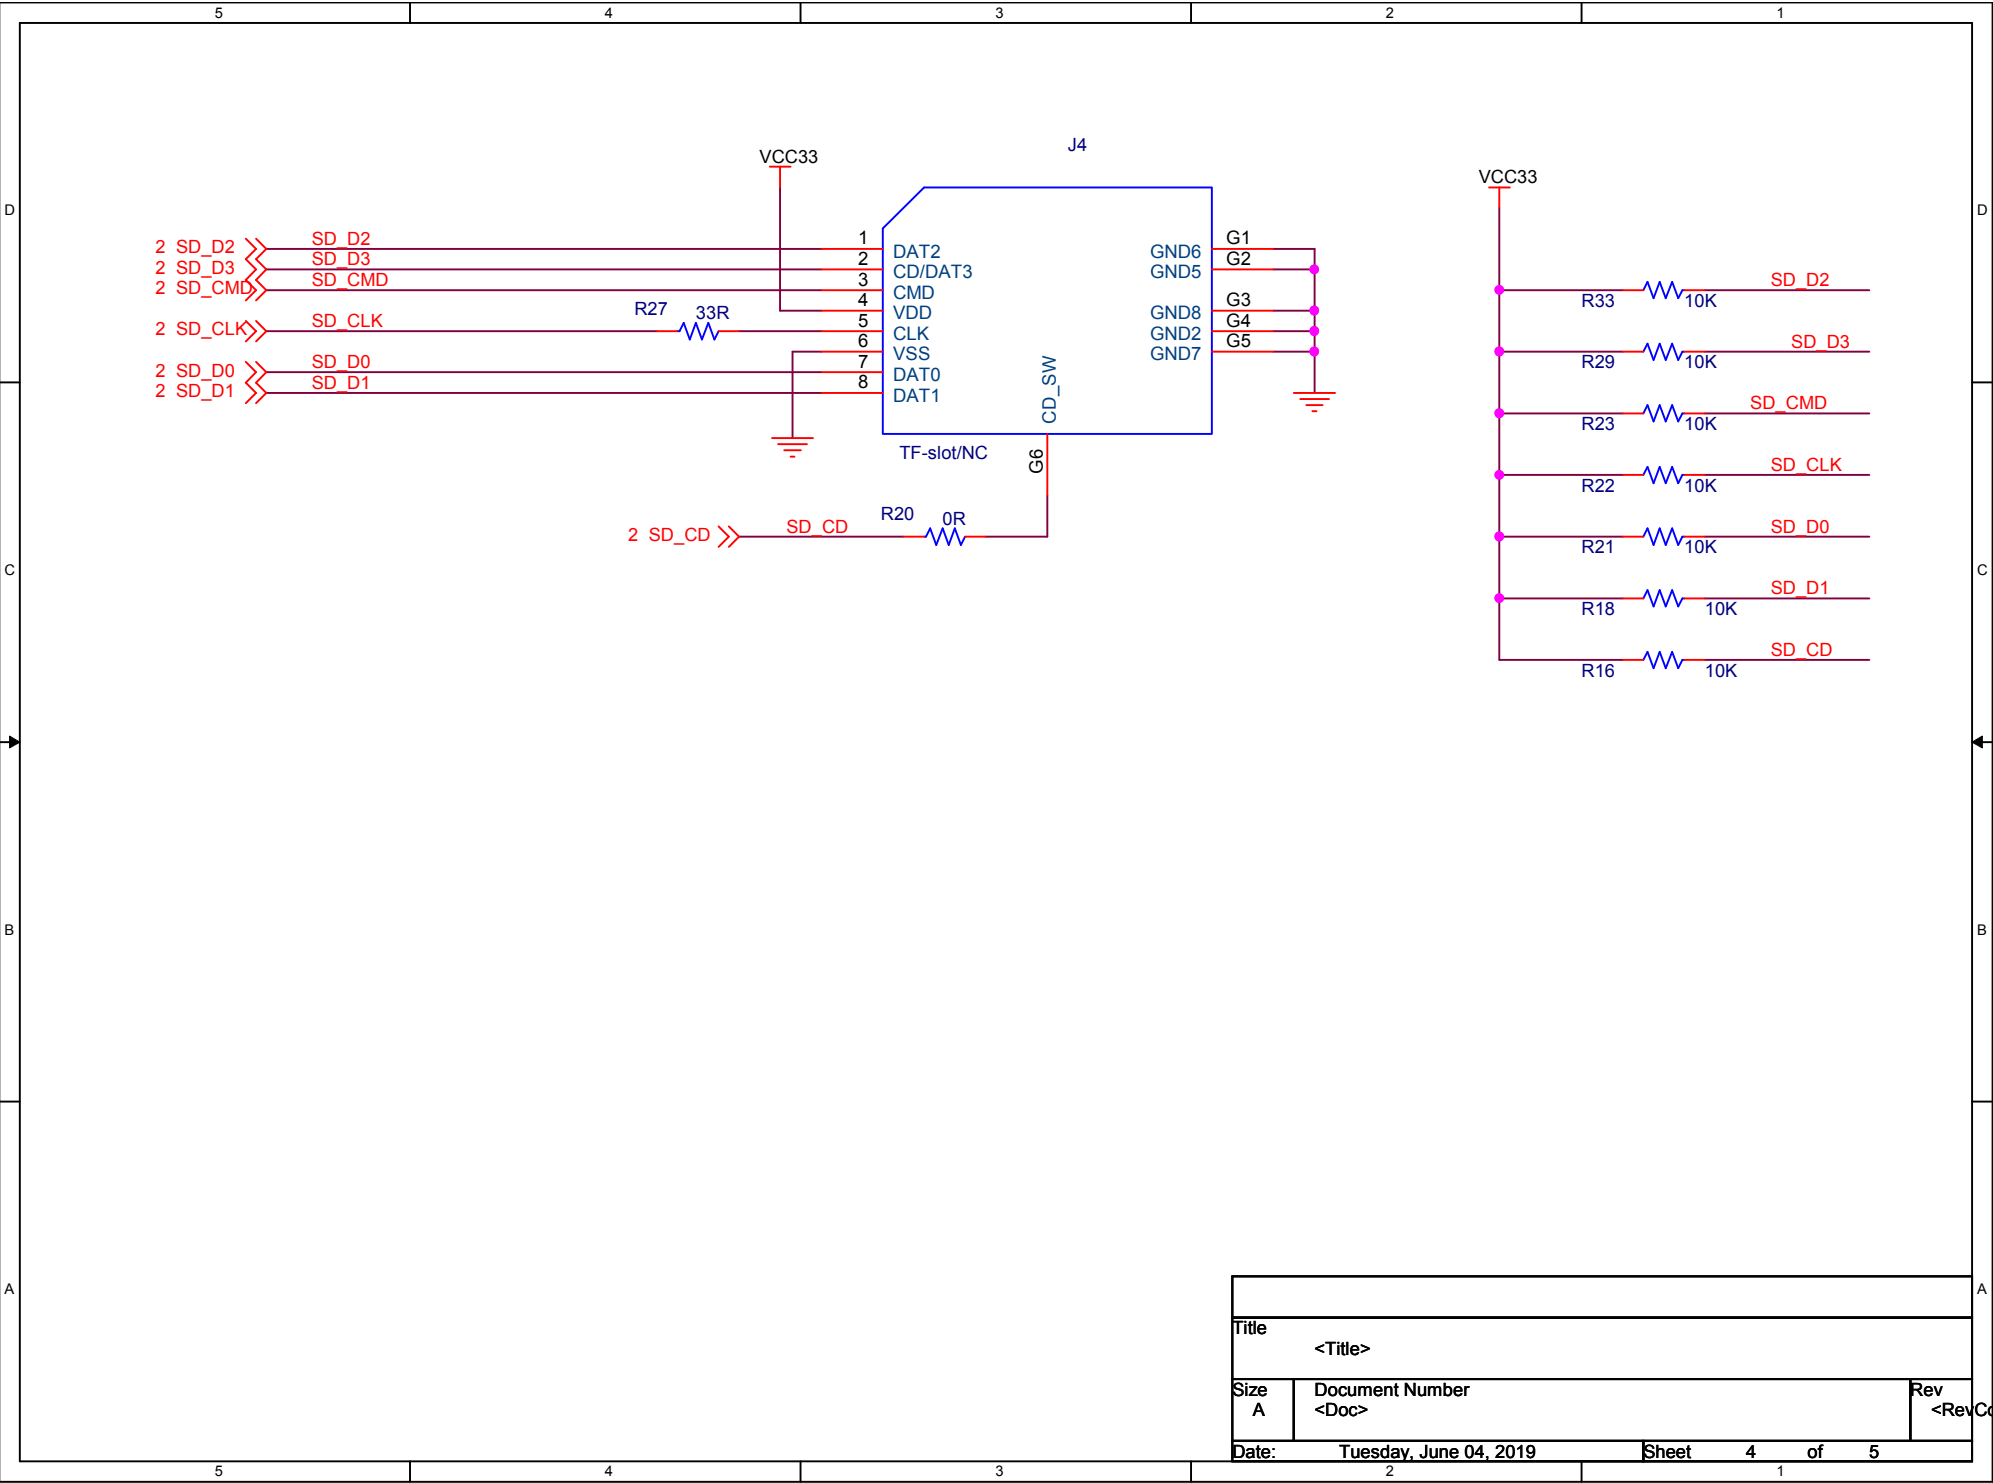 5 4 3 2 1
J4
VCC33
VCC33
D D
2 SD_D2 SD_D2 1 DAT2 GND6 G1
2 SD_D3 SD_D3 2 CD/DAT3 GND5 G2
2 SD_CMD SD_CMD 3 CMD
4 VDD GND8 G3
2 SD_CLK SD_CLK R27 33R 5 CLK GND2 G4
6 VSS GND7 G5
2 SD_D0 SD_D0 7 DAT0
2 SD_D1 SD_D1 8 DAT1
CD_SW
TF-slot/NC
G6
2 SD_CD SD_CD R20 0R
R33 10K SD_D2
R29 10K SD_D3
R23 10K SD_CMD
R22 10K SD_CLK
R21 10K SD_D0
R18 10K SD_D1
R16 10K SD_CD
C C
B B
A A
Title
<Title>
Size Document Number Rev
A <Doc> <RevCo
Date: Tuesday, June 04, 2019 Sheet 4 of 5
5 4 3 2 1